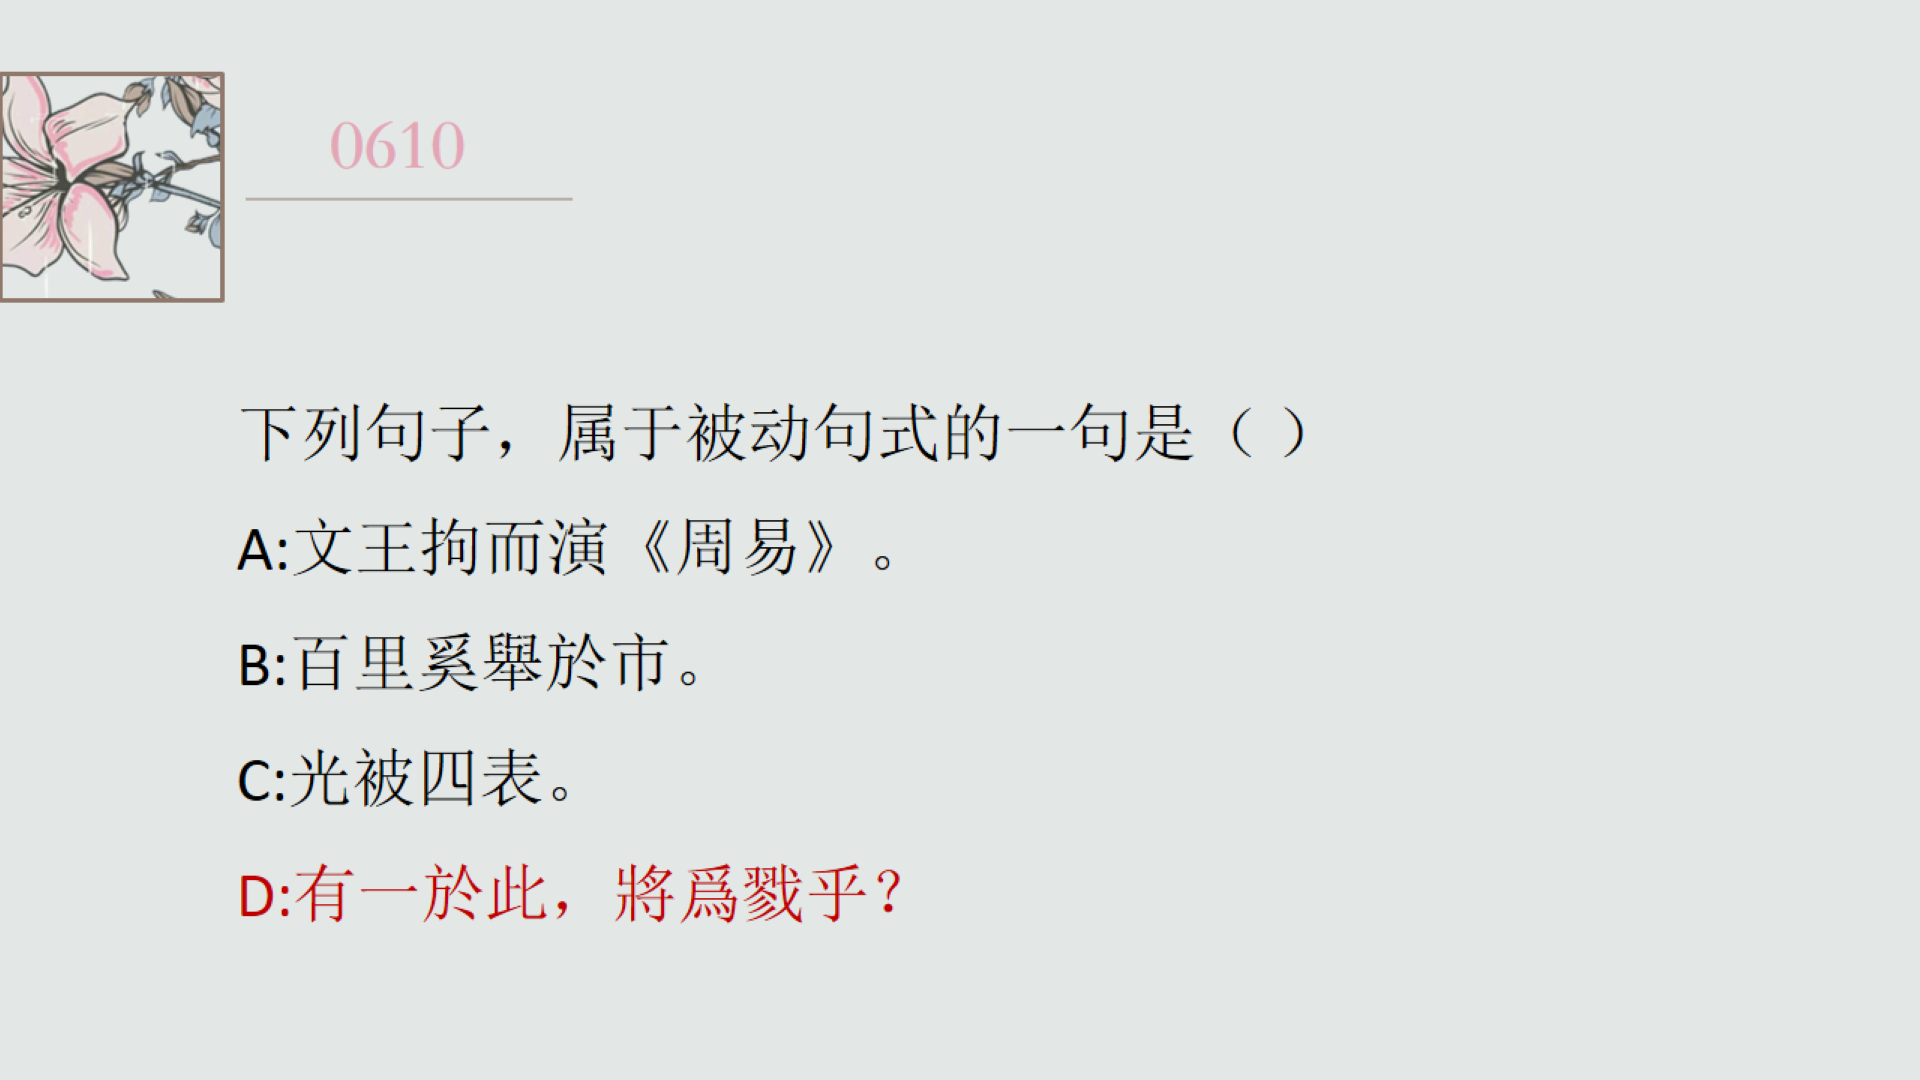 0610
下列句子，属于被动句式的一句是（ ）
A:文王拘而演《周易》。
B:百里奚舉於市。
C:光被四表。
D:有一於此，將爲戮乎？